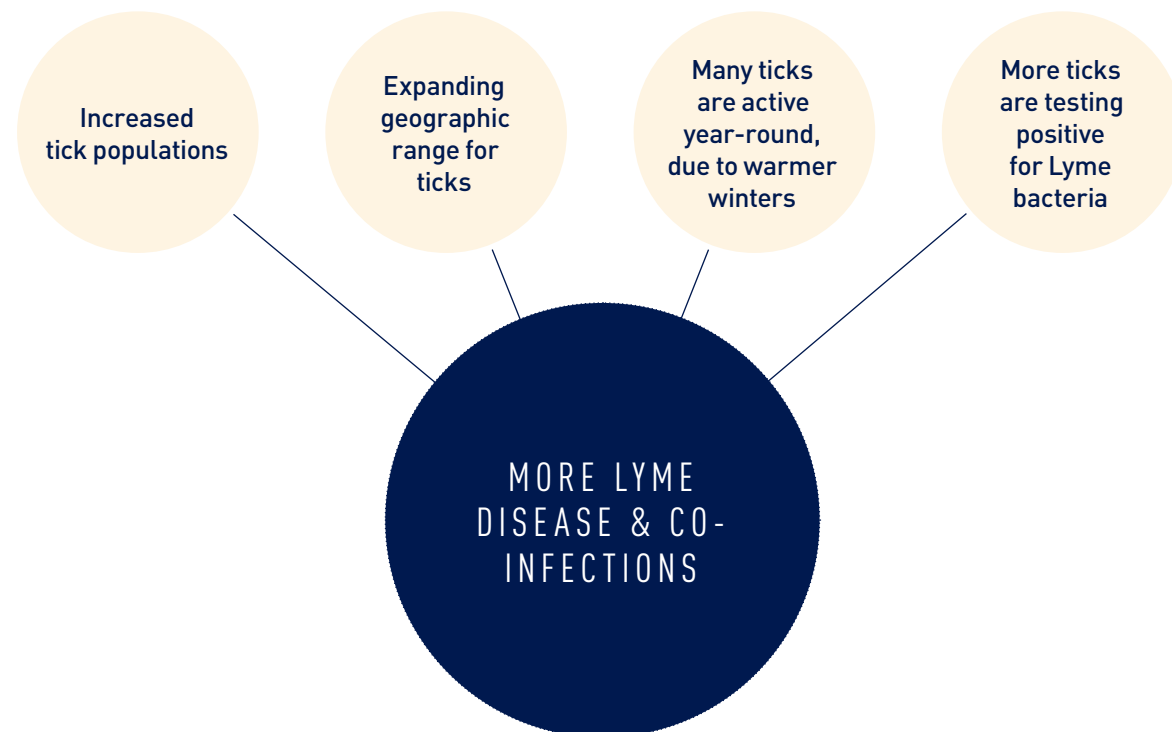 Increased
tick populations
Expanding
geographic
range for
ticks
Many ticks
are active
year-round,
due to warmer
winters
More ticks
are testing
positive
for Lyme
bacteria
MORE LYME
DISEASE & CO-
INFECTIONS